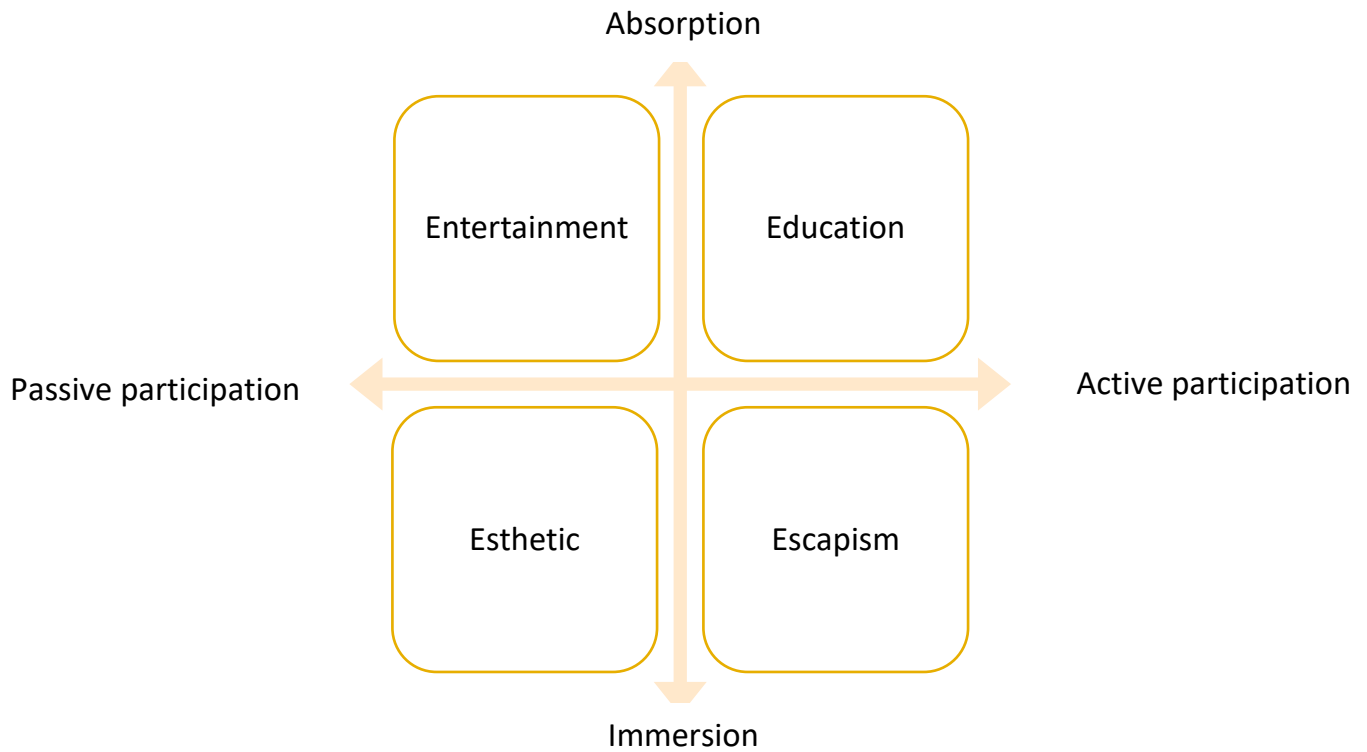 Absorption
Entertainment
Education
Passive participation
Active participation
Esthetic
Escapism
Immersion